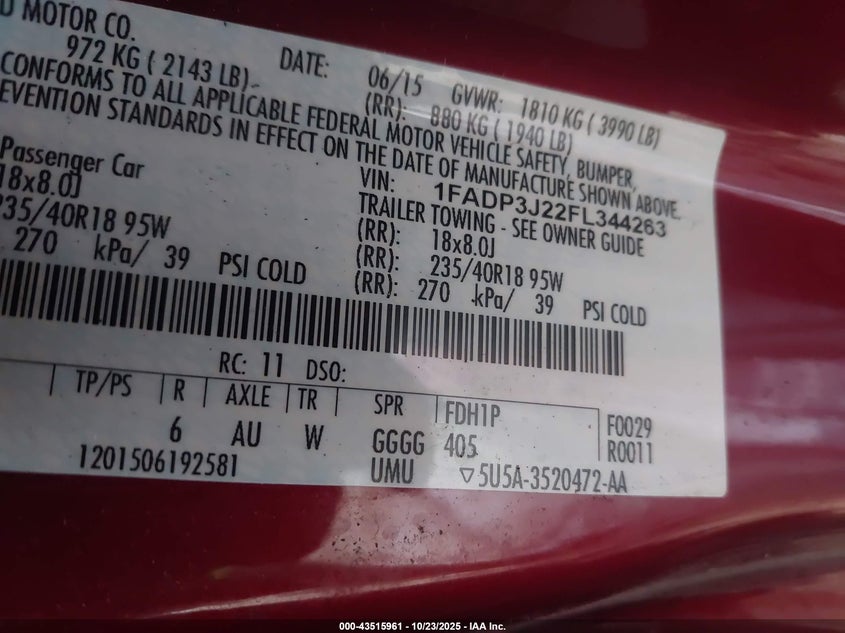 D MOTOR CO.
DATE: 06/15 GVWR: 1810 KG ( 3990 LB)
972 KG ( 2143 LB) (RR): 880 KG ( 1940 LB)
CONFORMS TO ALL APPLICABLE FEDERAL MOTOR VEHICLE SAFETY, BUMPER,
EVENTION STANDARDS IN EFFECT ON THE DATE OF MANUFACTURE SHOWN ABOVE.
VIN: 1FADP3J22FL344263
Passenger Car TRAILER TOWING - SEE OWNER GUIDE
18x8.0J (RR): 18x8.0J
235/40R18 95W (RR): 235/40R18 95W
270 kPa/ 39 PSI COLD (RR): 270 kPa/ 39 PSI COLD
RC: 11 DSO:
TP/PS R AXLE TR SPR FDH1P F0029
6 AU W GGGG 405 R0011
1201506192581 UMU ▽5U5A-3520472-AA
000-43515961 - 10/23/2025 - IAA Inc.